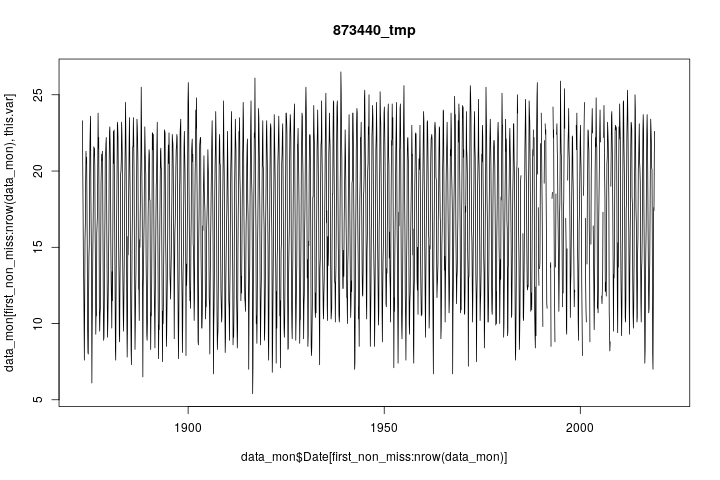 873440_tmp
data_mon[first_non_miss:nrow(data_mon), this.var]
25
20
15
10
5
1900
1950
2000
data_mon$Date[first_non_miss:nrow(data_mon)]